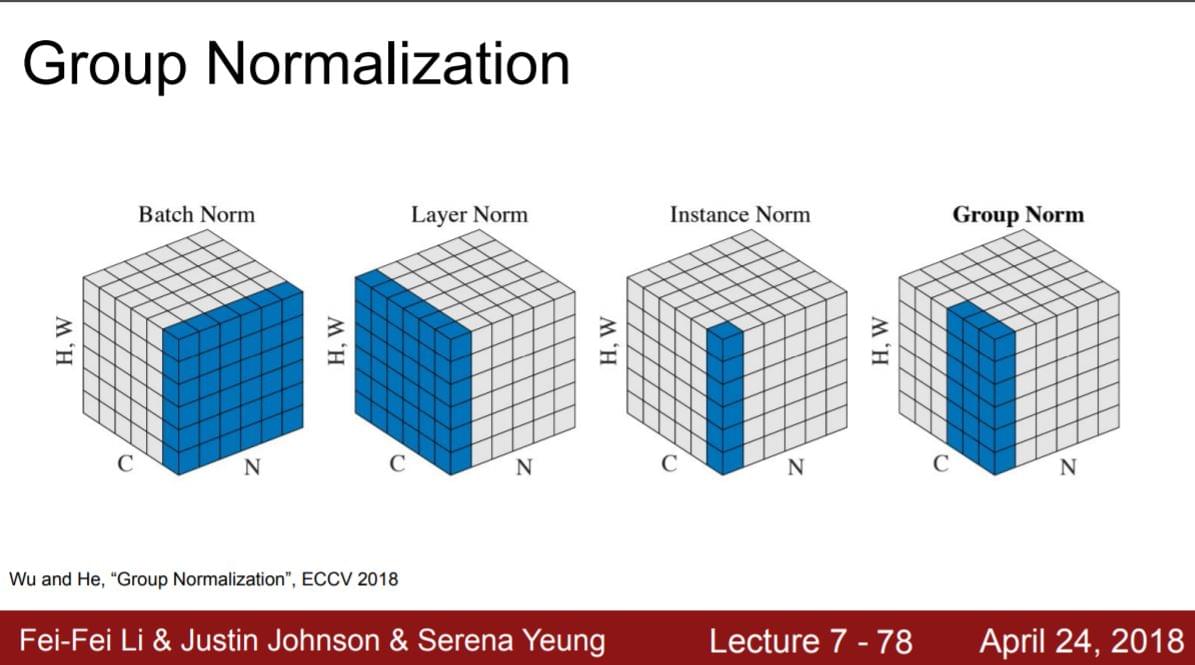 Group Normalization
Batch Norm
Layer Norm
Instance Norm
Group Norm
H, W
C
N
H, W
C
N
H, W
C
N
H, W
C
N
Wu and He, “Group Normalization”, ECCV 2018
Fei-Fei Li & Justin Johnson & Serena Yeung
Lecture 7 - 78
April 24, 2018